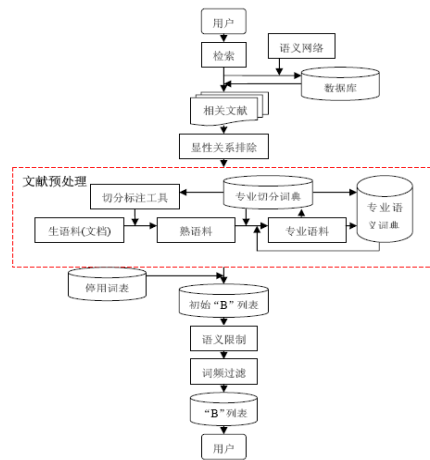 用户
检索
语义网络
数据库
相关文献
显性关系排除
文献预处理
切分标注工具
专业切分词典
专业语
义词典
生语料(文档)
熟语料
专业语料
停用词表
初始“B”列表
语义限制
词频过滤
“B”列表
用户